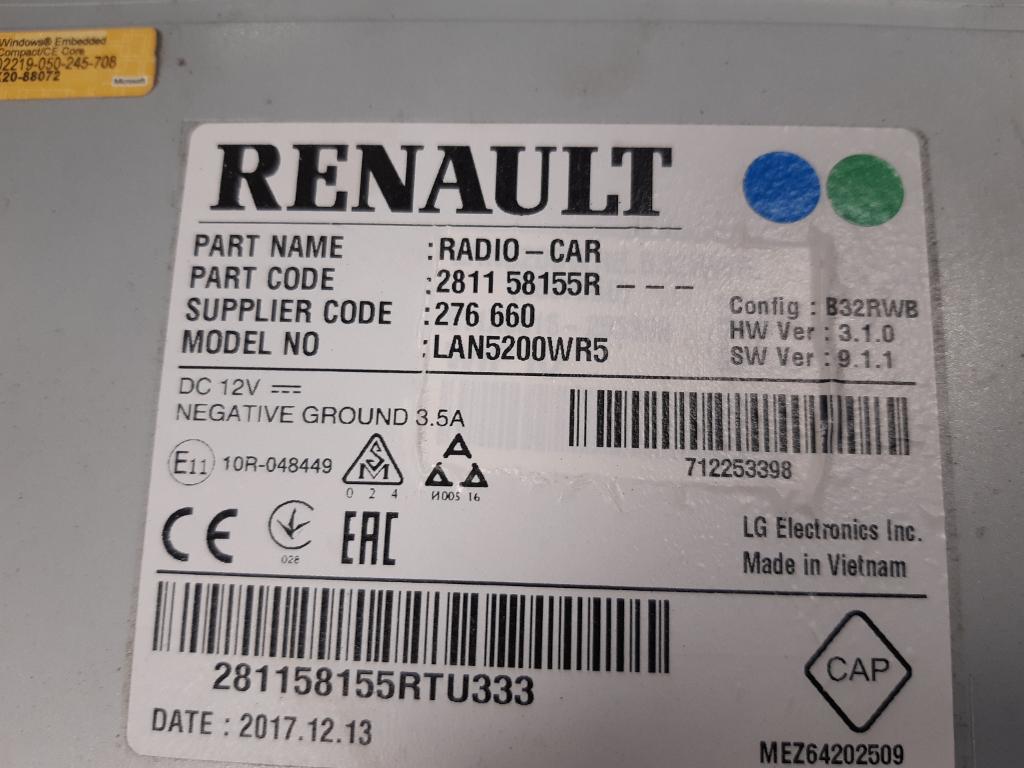 Windows® Embedded
Compact/CE Core
02219-050-245-708
X20-88072
Microsoft
RENAULT
PART NAME :RADIO-CAR
PART CODE :2811 58155R ---
SUPPLIER CODE :276 660
MODEL NO :LAN5200WR5
Config : B32RWB
HW Ver : 3.1.0
SW Ver : 9.1.1
DC 12V
NEGATIVE GROUND 3.5A
E11 10R-048449
SM
024
A
И005 16
712253398
CE
028
EAC
LG Electronics Inc.
Made in Vietnam
281158155RTU333
DATE : 2017.12.13
CAP
MEZ64202509